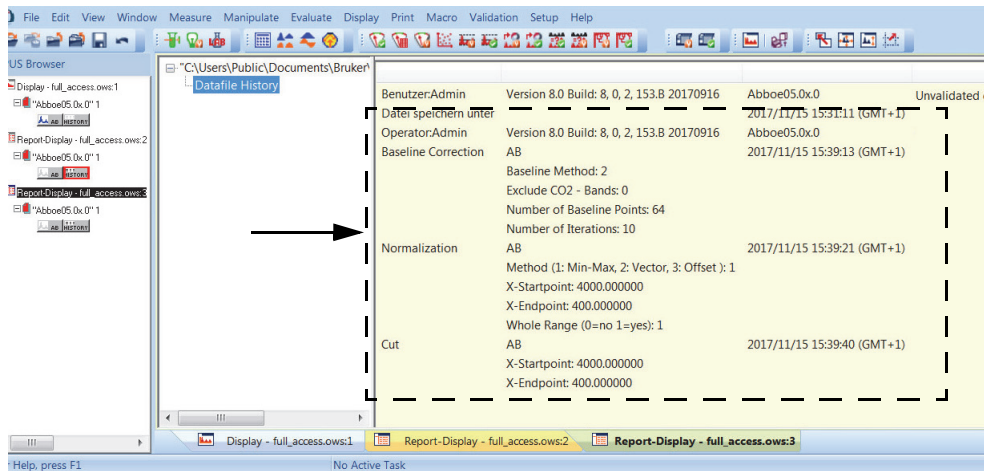 File Edit View Window Measure Manipulate Evaluate Display Print Macro Validation Setup Help
US Browser
Display - full_access.ows:1
"Abboe05.0x.0" 1
AB HISTORY
Report-Display - full_access.ows:2
"Abboe05.0x.0" 1
AB HISTORY
Report-Display - full_access.ows:3
"Abboe05.0x.0" 1
AB HISTORY
"C:\Users\Public\Documents\Bruker\
Datafile History
Benutzer:Admin Version 8.0 Build: 8, 0, 2, 153.B 20170916 Abboe05.0x.0 Unvalidated
Datei speichern unter 2017/11/15 15:31:11 (GMT+1)
Operator:Admin Version 8.0 Build: 8, 0, 2, 153.B 20170916 Abboe05.0x.0
Baseline Correction AB 2017/11/15 15:39:13 (GMT+1)
Baseline Method: 2
Exclude CO2 - Bands: 0
Number of Baseline Points: 64
Number of Iterations: 10
Normalization AB 2017/11/15 15:39:21 (GMT+1)
Method (1: Min-Max, 2: Vector, 3: Offset ): 1
X-Startpoint: 4000.000000
X-Endpoint: 400.000000
Whole Range (0=no 1=yes): 1
Cut AB 2017/11/15 15:39:40 (GMT+1)
X-Startpoint: 4000.000000
X-Endpoint: 400.000000
Display - full_access.ows:1 Report-Display - full_access.ows:2 Report-Display - full_access.ows:3
Help, press F1 No Active Task